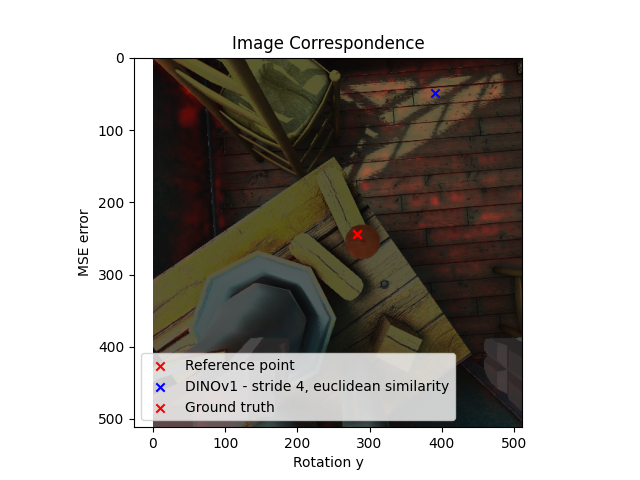 Image Correspondence
MSE error
0
100
200
300
400
500
Reference point
DINOv1 - stride 4, euclidean similarity
Ground truth
0 100 200 300 400 500
Rotation y